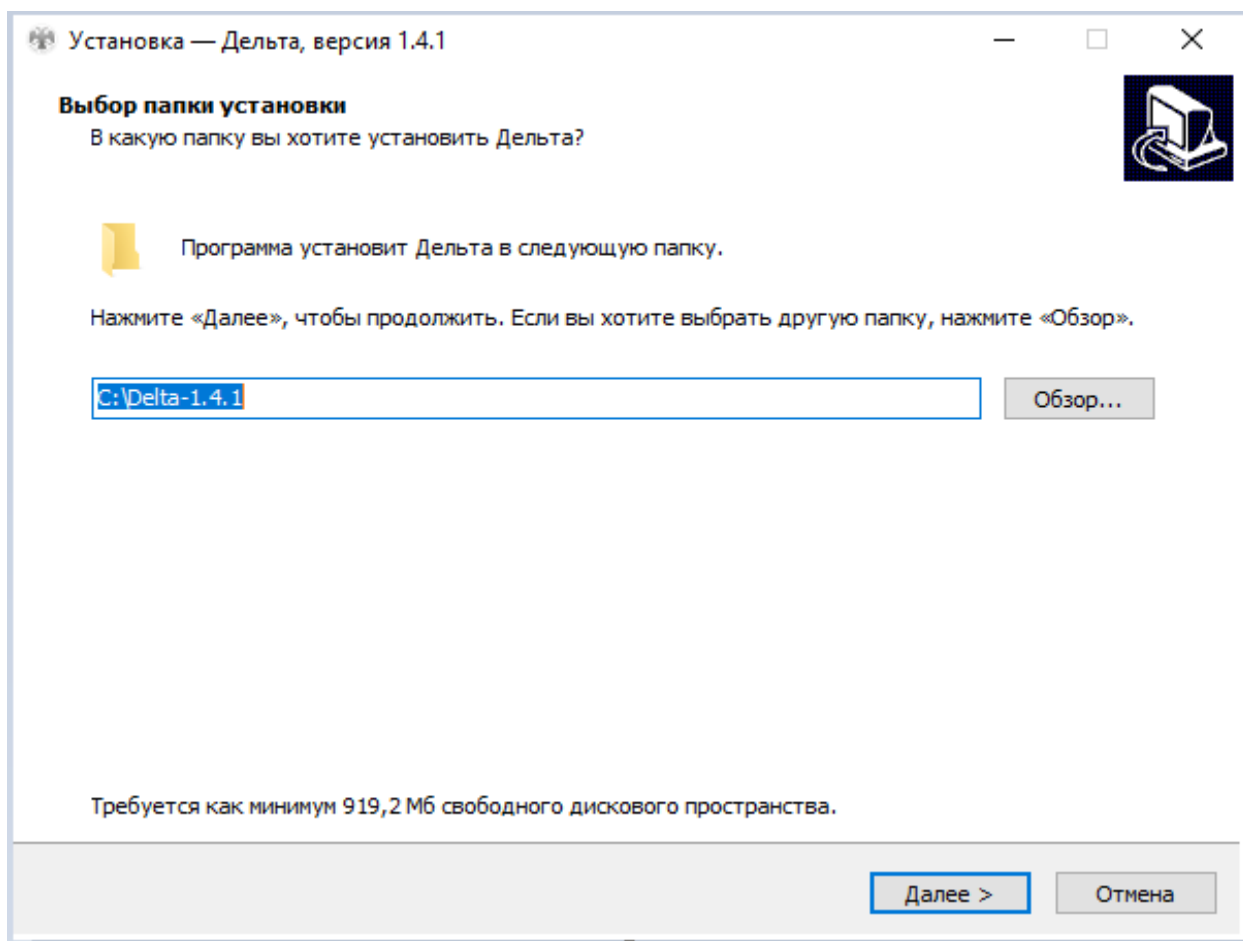 Установка — Дельта, версия 1.4.1
Выбор папки установки
В какую папку вы хотите установить Дельта?
Программа установит Дельта в следующую папку.
Нажмите «Далее», чтобы продолжить. Если вы хотите выбрать другую папку, нажмите «Обзор».
C:\Delta-1.4.1
Обзор...
Требуется как минимум 919,2 Мб свободного дискового пространства.
Далее >
Отмена